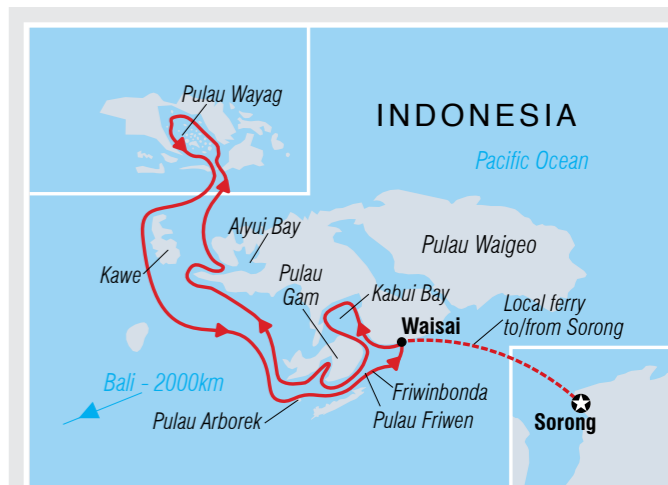 Pulau Wayag
INDONESIA
Pacific Ocean
Alyui Bay
Pulau Waigeo
Kawe
Pulau
Gam
Kabui Bay
Local ferry
to/from Sorong
Waisai
Bali - 2000km
Friwinbonda
Pulau Arborek
Pulau Friwen
Sorong